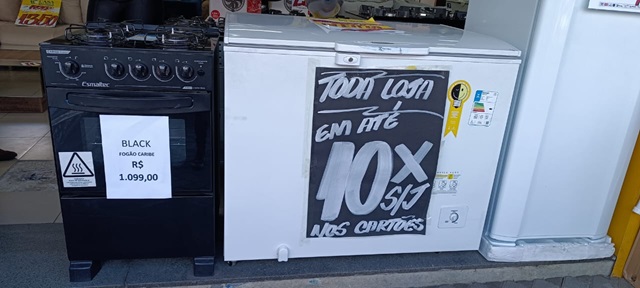 Esmaltec
BLACK
FOGÃO CARIBE
R$
1.099,00
TODA LOJA
EM ATÉ
10X
S/J
NOS CARTÕES